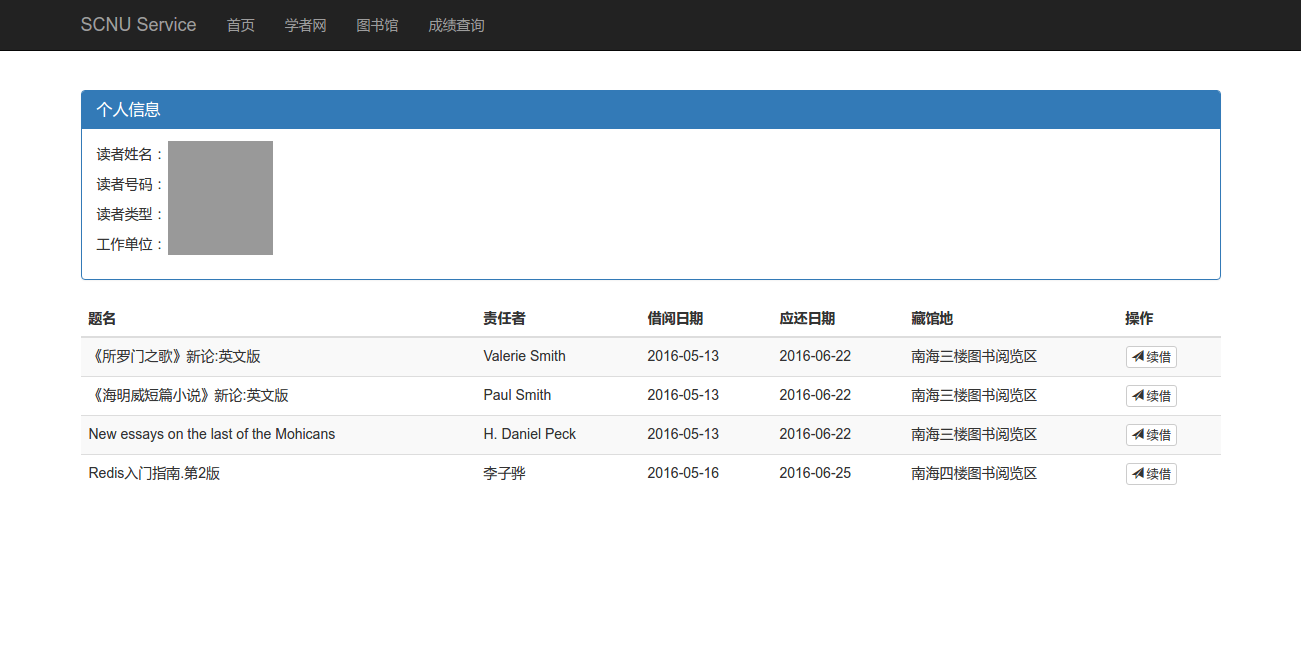 SCNU Service 首页 学者网 图书馆 成绩查询
个人信息
读者姓名：
读者号码：
读者类型：
工作单位：
题名 责任者 借阅日期 应还日期 藏馆地 操作
《所罗门之歌》新论:英文版 Valerie Smith 2016-05-13 2016-06-22 南海三楼图书阅览区 续借
《海明威短篇小说》新论:英文版 Paul Smith 2016-05-13 2016-06-22 南海三楼图书阅览区 续借
New essays on the last of the Mohicans H. Daniel Peck 2016-05-13 2016-06-22 南海三楼图书阅览区 续借
Redis入门指南.第2版 李子骅 2016-05-16 2016-06-25 南海四楼图书阅览区 续借